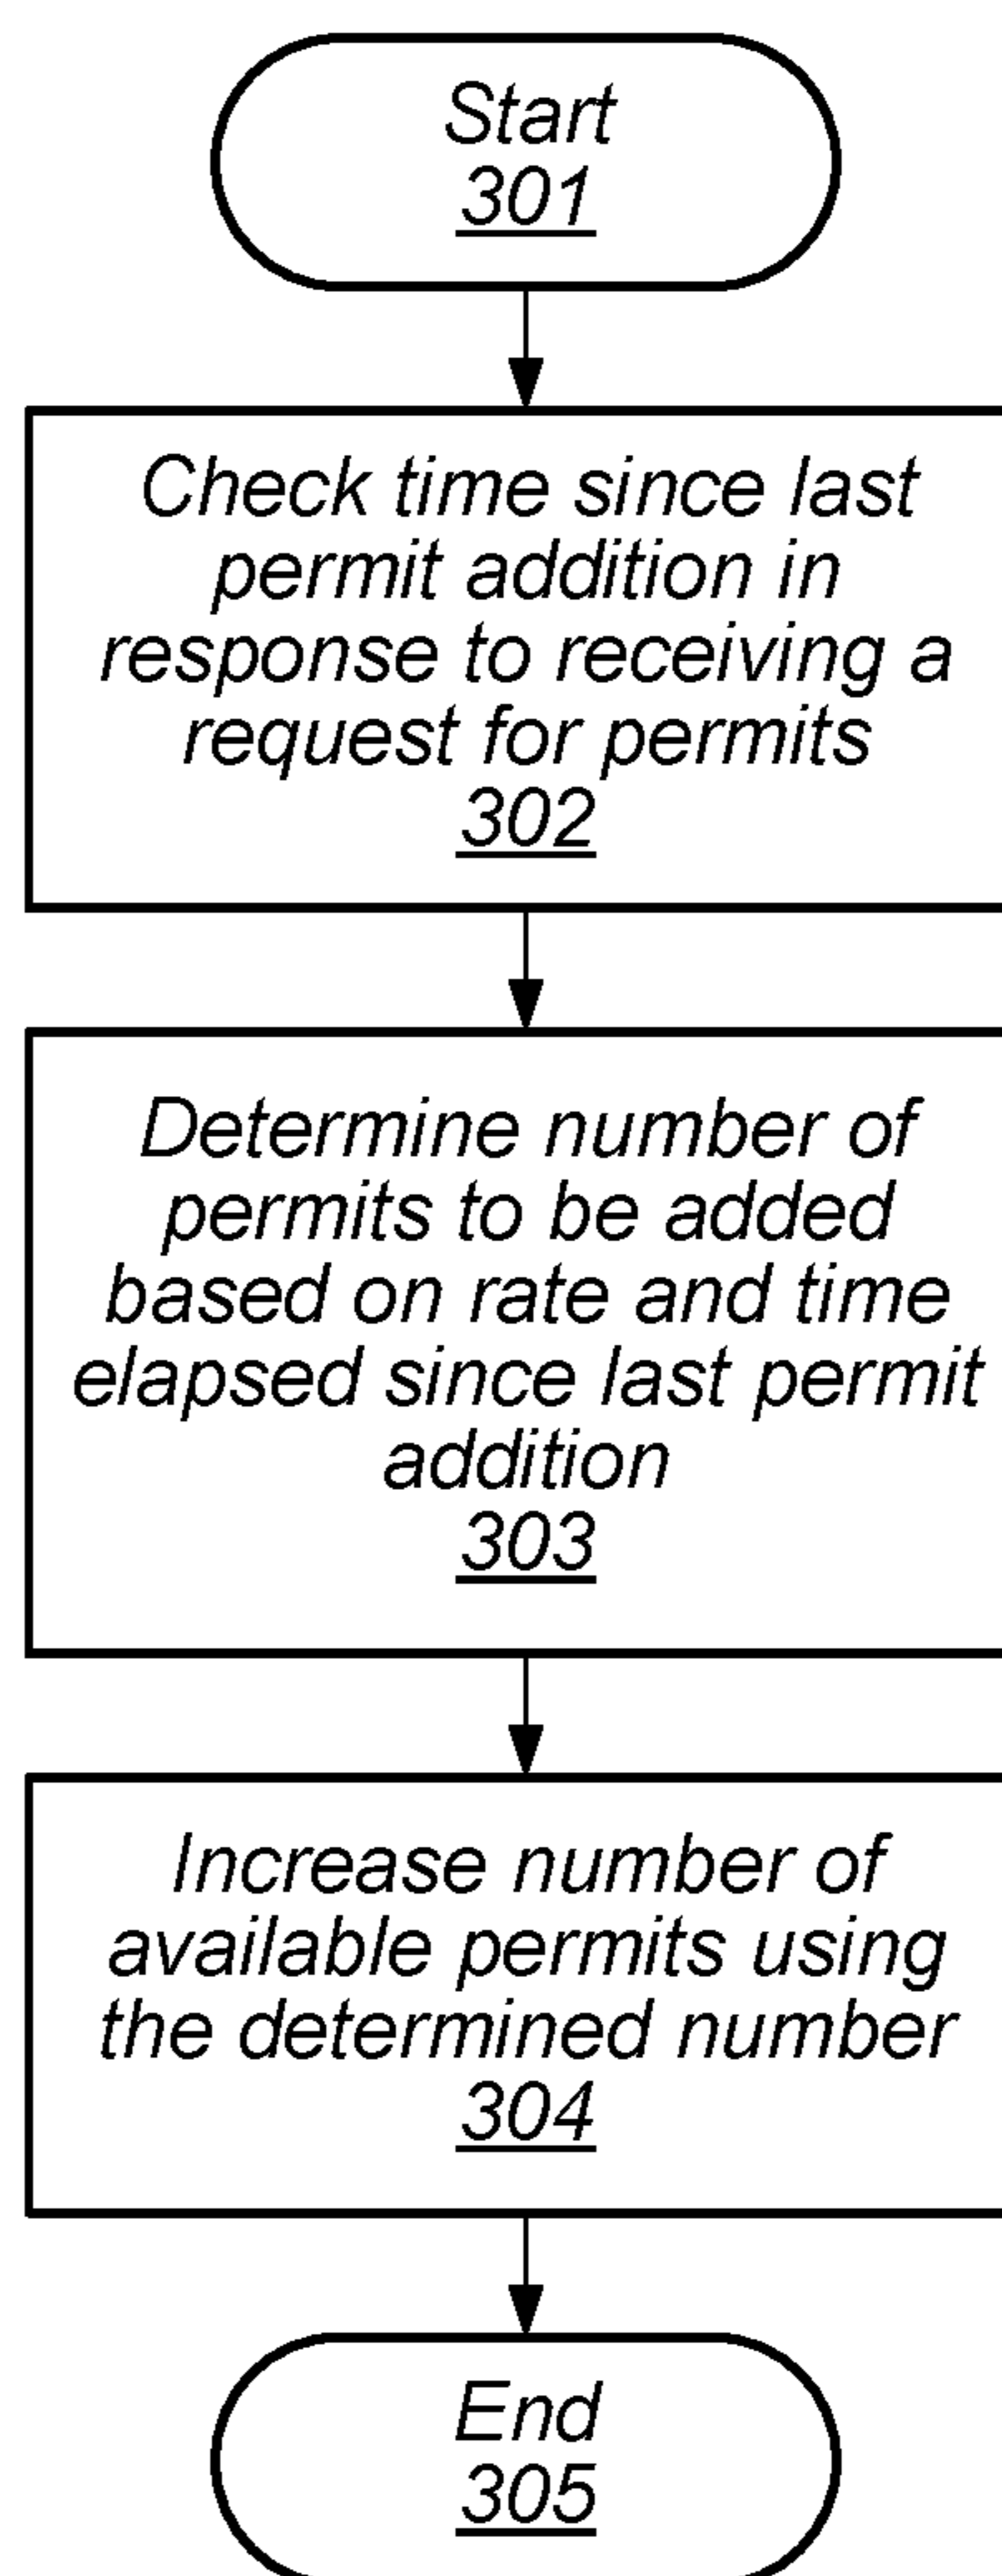 Start
301
Check time since last
permit addition in
response to receiving a
request for permits
302
Determine number of
permits to be added
based on rate and time
elapsed since last permit
addition
303
Increase number of
available permits using
the determined number
304
End
305